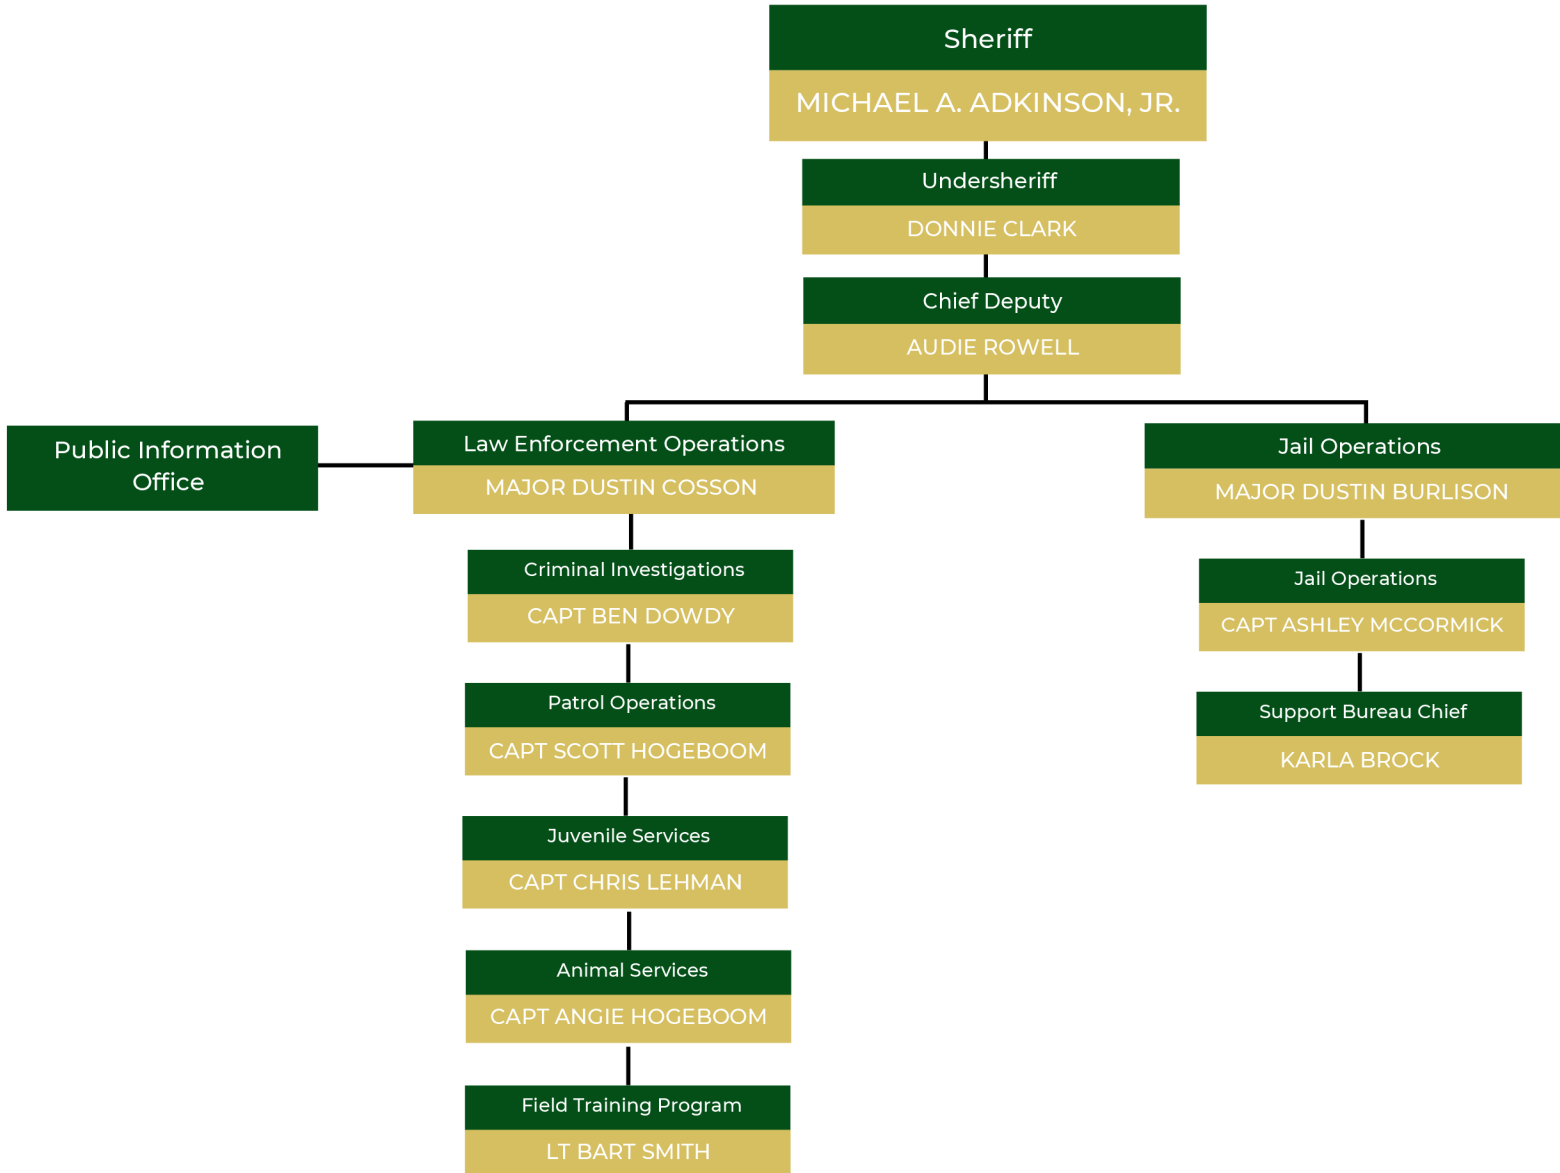 Sheriff
MICHAEL A. ADKINSON, JR.
Undersheriff
DONNIE CLARK
Chief Deputy
AUDIE ROWELL
Public Information
Office
Law Enforcement Operations
MAJOR DUSTIN COSSON
Criminal Investigations
CAPT BEN DOWDY
Patrol Operations
CAPT SCOTT HOGEBOOM
Juvenile Services
CAPT CHRIS LEHMAN
Animal Services
CAPT ANGIE HOGEBOOM
Field Training Program
LT BART SMITH
Jail Operations
MAJOR DUSTIN BURLISON
Jail Operations
CAPT ASHLEY MCCORMICK
Support Bureau Chief
KARLA BROCK